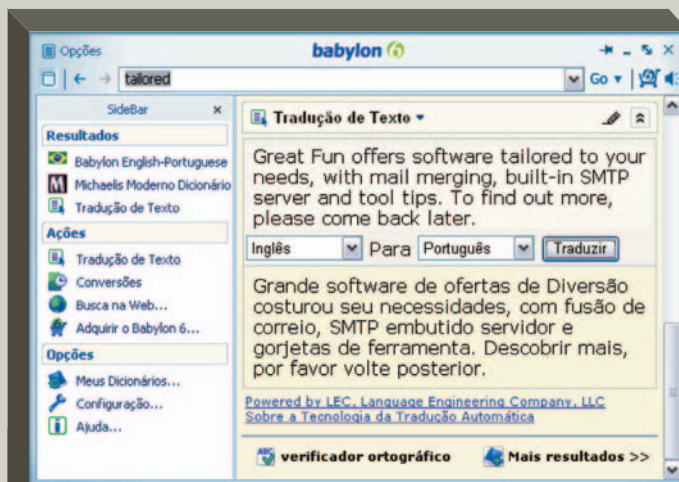 Opções
babylon 6
tailored
Go
SideBar x
Resultados
Babylon English-Portuguese
Michaelis Moderno Dicionário
Tradução de Texto
Ações
Tradução de Texto
Conversões
Busca na Web...
Adquirir o Babylon 6...
Opções
Meus Dicionários...
Configuração...
Ajuda...
Tradução de Texto
Great Fun offers software tailored to your
needs, with mail merging, built-in SMTP
server and tool tips. To find out more,
please come back later.
Inglês Para Português Traduzir
Grande software de ofertas de Diversão
costurou seu necessidades, com fusão de
correio, SMTP embutido servidor e
gorjetas de ferramenta. Descobrir mais,
por favor volte posterior.
Powered by LEC, Language Engineering Company, LLC
Sobre a Tecnologia da Tradução Automática
ABC verificador ortográfico Mais resultados >>